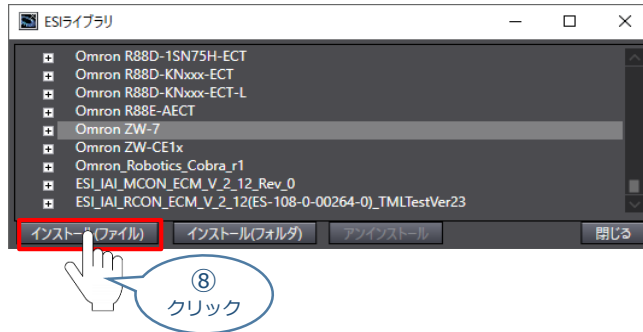 ESIライブラリ
Omron R88D-1SN75H-ECT
Omron R88D-KNxxx-ECT
Omron R88D-KNxxx-ECT-L
Omron R88E-AECT
Omron ZW-7
Omron ZW-CE1x
Omron_Robotics_Cobra_r1
ESI_IAI_MCON_ECM_V_2_12_Rev_0
ESI_IAI_RCON_ECM_V_2_12(ES-108-0-00264-0)_TMLTestVer23
インストール(ファイル) インストール(フォルダ) アンインストール 閉じる
⑧
クリック